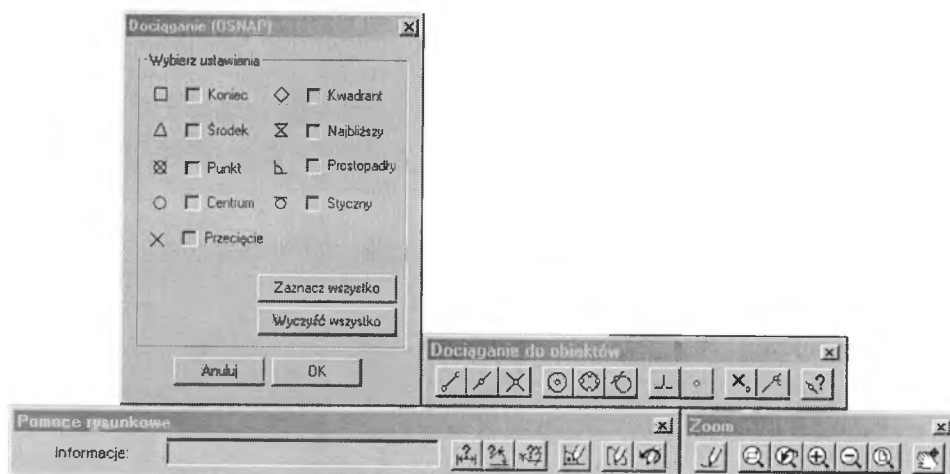 Dociąganie (OSNAP)
Wybierz ustawienia
Koniec
Kwadrant
Środek
Najbliższy
Punkt
Prostopadły
Centrum
Styczny
Przecięcie
Zaznacz wszystko
Wyczyść wszystko
Anuluj
OK
Dociąganie do obiektów
Pomoce rysunkowe
Zoom
Informacje: